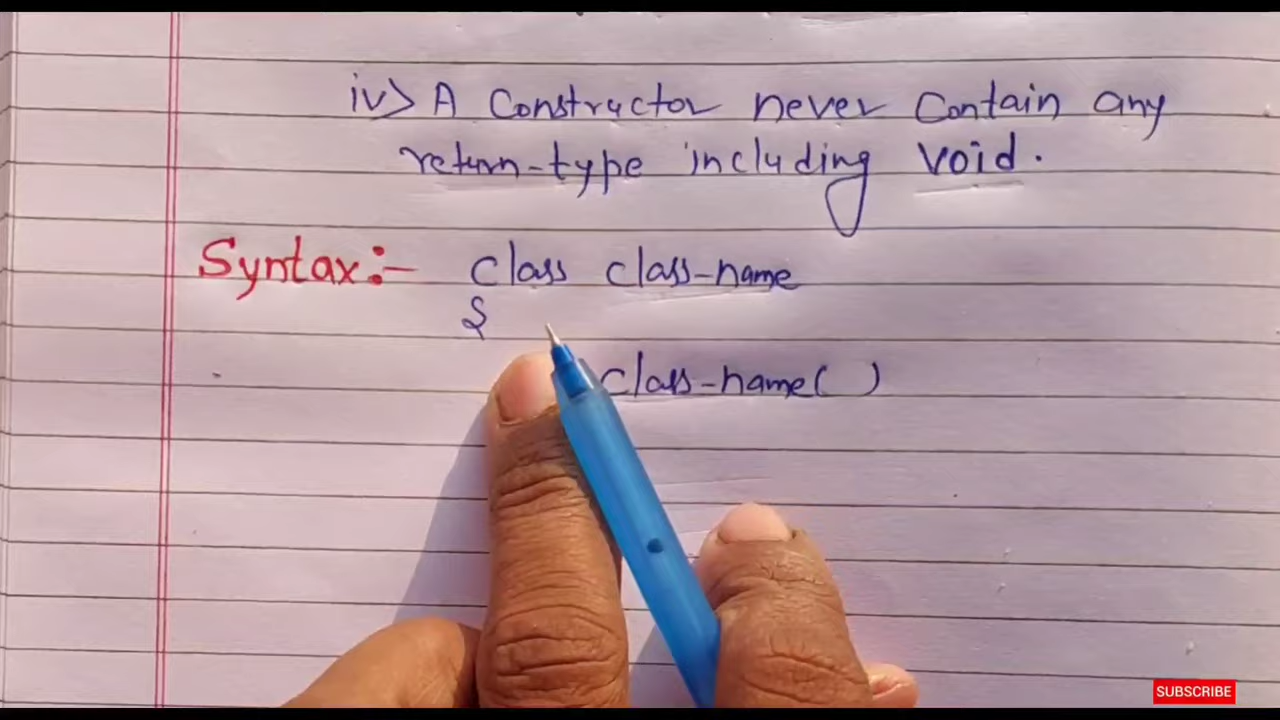 iv> A Constructor never Contain any
return-type including void.
Syntax:- class class-name
{
class-name( )
SUBSCRIBE